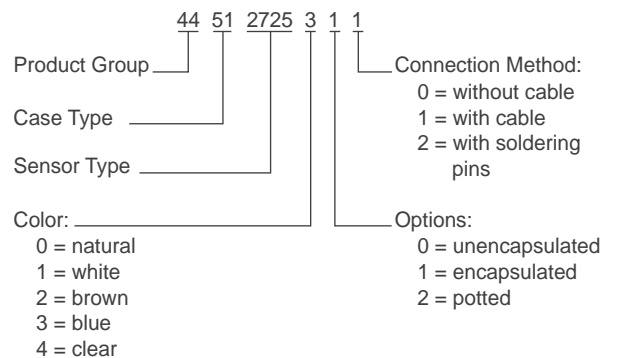 44 51 2725 3 1 1
Product Group
Case Type
Sensor Type
Color:
0 = natural
1 = white
2 = brown
3 = blue
4 = clear
Connection Method:
0 = without cable
1 = with cable
2 = with soldering
pins
Options:
0 = unencapsulated
1 = encapsulated
2 = potted